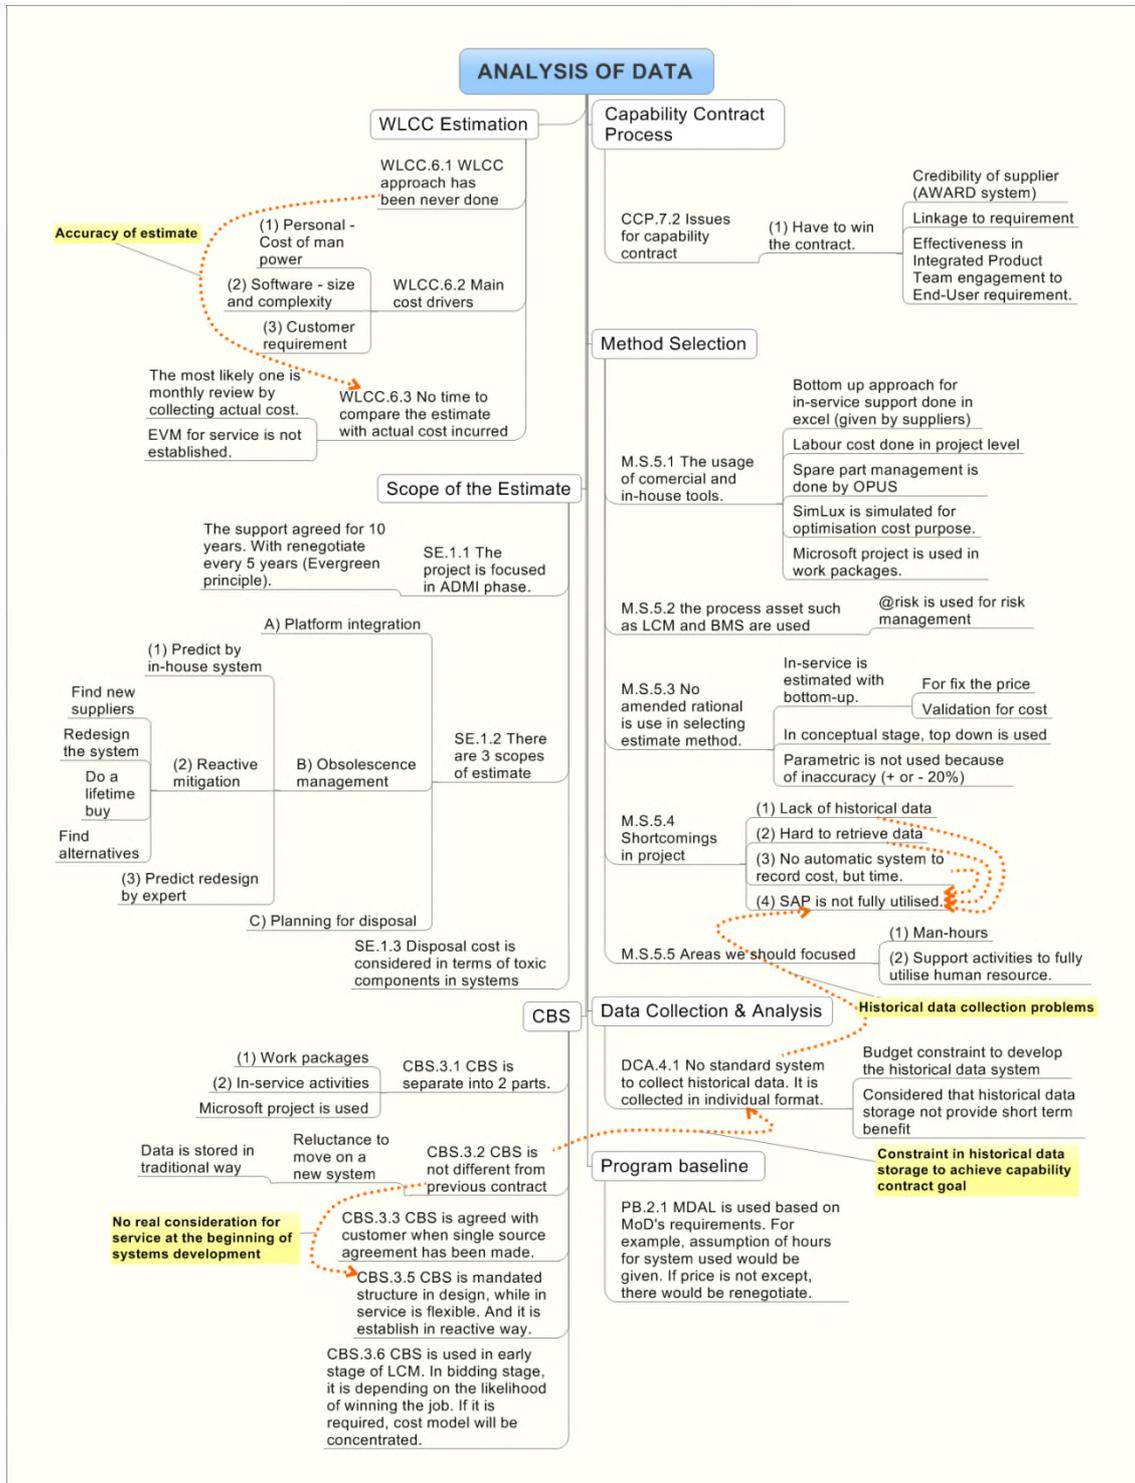 ANALYSIS OF DATA
WLCC Estimation
WLCC.6.1 WLCC
approach has
been never done
Accuracy of estimate
(1) Personal -
Cost of man
power
(2) Software - size
and complexity
(3) Customer
requirement
WLCC.6.2 Main
cost drivers
The most likely one is
monthly review by
collecting actual cost.
EVM for service is not
established.
WLCC.6.3 No time to
compare the estimate
with actual cost incurred
Scope of the Estimate
The support agreed for 10
years. With renegotiate
every 5 years (Evergreen
principle).
SE.1.1 The
project is focused
in ADMI phase.
A) Platform integration
(1) Predict by
in-house system
Find new
suppliers
Redesign
the system
Do a
lifetime
buy
Find
alternatives
(2) Reactive
mitigation
(3) Predict redesign
by expert
B) Obsolescence
management
C) Planning for disposal
SE.1.2 There
are 3 scopes
of estimate
SE.1.3 Disposal cost is
considered in terms of toxic
components in systems
CBS
(1) Work packages
(2) In-service activities
Microsoft project is used
CBS.3.1 CBS is
separate into 2 parts.
Data is stored in
traditional way
Reluctance to
move on a
new system
CBS.3.2 CBS is
not different from
previous contract
No real consideration for
service at the beginning of
systems development
CBS.3.3 CBS is agreed with
customer when single source
agreement has been made.
CBS.3.5 CBS is mandated
structure in design, while in
service is flexible. And it is
establish in reactive way.
CBS.3.6 CBS is used in early
stage of LCM. In bidding stage,
it is depending on the likelihood
of winning the job. If it is
required, cost model will be
concentrated.
Capability Contract
Process
CCP.7.2 Issues
for capability
contract
(1) Have to win
the contract.
Credibility of supplier
(AWARD system)
Linkage to requirement
Effectiveness in
Integrated Product
Team engagement to
End-User requirement.
Method Selection
M.S.5.1 The usage
of comercial and
in-house tools.
Bottom up approach for
in-service support done in
excel (given by suppliers)
Labour cost done in project level
Spare part management is
done by OPUS
SimLux is simulated for
optimisation cost purpose.
Microsoft project is used in
work packages.
M.S.5.2 the process asset such
as LCM and BMS are used
@risk is used for risk
management
M.S.5.3 No
amended rational
is use in selecting
estimate method.
In-service is
estimated with
bottom-up.
For fix the price
Validation for cost
In conceptual stage, top down is used
Parametric is not used because
of inaccuracy (+ or - 20%)
M.S.5.4
Shortcomings
in project
(1) Lack of historical data
(2) Hard to retrieve data
(3) No automatic system to
record cost, but time.
(4) SAP is not fully utilised.
M.S.5.5 Areas we should focused
(1) Man-hours
(2) Support activities to fully
utilise human resource.
Historical data collection problems
Data Collection & Analysis
DCA.4.1 No standard system
to collect historical data. It is
collected in individual format.
Budget constraint to develop
the historical data system
Considered that historical data
storage not provide short term
benefit
Constraint in historical data
storage to achieve capability
contract goal
Program baseline
PB.2.1 MDAL is used based on
MoD's requirements. For
example, assumption of hours
for system used would be
given. If price is not except,
there would be renegotiate.